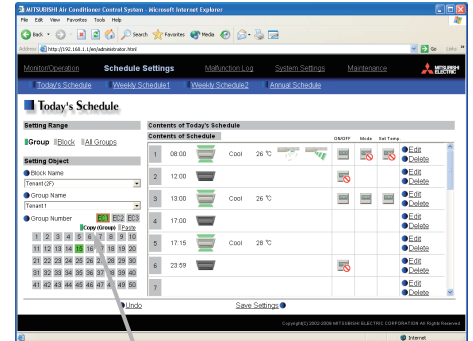 MITSUBISHI Air Conditioner Control System - Microsoft Internet Explorer
File Edit View Favorites Tools Help
Back Search Favorites Media
Address http://192.168.1.1/en/administrator.html Go Links
Monitor/Operation Schedule Settings Malfunction Log System Settings Maintenance MITSUBISHI ELECTRIC
Today's Schedule Weekly Schedule1 Weekly Schedule2 Annual Schedule
Today's Schedule
Setting Range
Group Block All Groups
Setting Object
Block Name
Tenant (2F)
Group Name
Tenant 1
Group Number EC1 EC2 EC3
Copy (Group) Paste
1 2 3 4 5 6 7 8 9 10
11 12 13 14 15 16 17 18 19 20
21 22 23 24 25 26 27 28 29 30
31 32 33 34 35 36 37 38 39 40
41 42 43 44 45 46 47 48 49 50
Undo
Contents of Today's Schedule
Contents of Schedule ON/OFF Mode Set Temp.
1 08:00 Cool 26 °C Edit
Delete
2 12:00 Edit
Delete
3 13:00 Cool 26 °C Edit
Delete
4 17:00 Edit
Delete
5 17:15 Cool 28 °C Edit
Delete
6 23:59 Edit
Delete
7 Edit
Delete
Save Settings
Copyright(C) 2002-2006 MITSUBISHI ELECTRIC CORPORATION All Rights Reserved
Internet